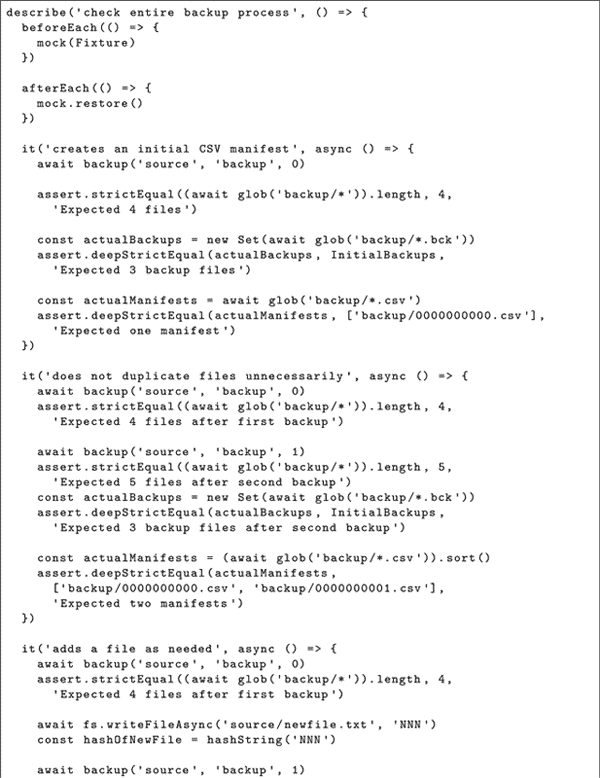 describe('check entire backup process', () => {
  beforeEach(() => {
    mock(Fixture)
  })

  afterEach(() => {
    mock.restore()
  })

  it('creates an initial CSV manifest', async () => {
    await backup('source', 'backup', 0)

    assert.strictEqual((await glob('backup/*')).length, 4,
      'Expected 4 files')

    const actualBackups = new Set(await glob('backup/*.bck'))
    assert.deepStrictEqual(actualBackups, InitialBackups,
      'Expected 3 backup files')

    const actualManifests = await glob('backup/*.csv')
    assert.deepStrictEqual(actualManifests, ['backup/0000000000.csv'],
      'Expected one manifest')
  })

  it('does not duplicate files unnecessarily', async () => {
    await backup('source', 'backup', 0)
    assert.strictEqual((await glob('backup/*')).length, 4,
      'Expected 4 files after first backup')

    await backup('source', 'backup', 1)
    assert.strictEqual((await glob('backup/*')).length, 5,
      'Expected 5 files after second backup')
    const actualBackups = new Set(await glob('backup/*.bck'))
    assert.deepStrictEqual(actualBackups, InitialBackups,
      'Expected 3 backup files after second backup')

    const actualManifests = (await glob('backup/*.csv')).sort()
    assert.deepStrictEqual(actualManifests,
      ['backup/0000000000.csv', 'backup/0000000001.csv'],
      'Expected two manifests')
  })

  it('adds a file as needed', async () => {
    await backup('source', 'backup', 0)
    assert.strictEqual((await glob('backup/*')).length, 4,
      'Expected 4 files after first backup')

    await fs.writeFileAsync('source/newfile.txt', 'NNN')
    const hashOfNewFile = hashString('NNN')

    await backup('source', 'backup', 1)